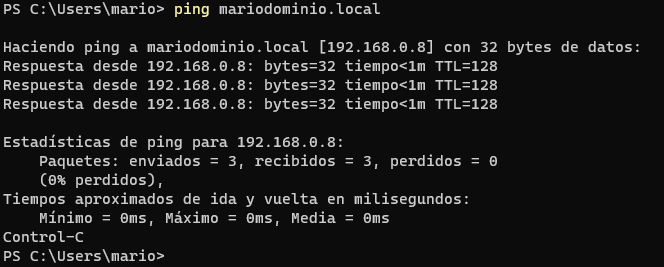 PS C:\Users\mario> ping mariodominio.local
Haciendo ping a mariodominio.local [192.168.0.8] con 32 bytes de datos:
Respuesta desde 192.168.0.8: bytes=32 tiempo<1m TTL=128
Respuesta desde 192.168.0.8: bytes=32 tiempo<1m TTL=128
Respuesta desde 192.168.0.8: bytes=32 tiempo<1m TTL=128
Estadísticas de ping para 192.168.0.8:
    Paquetes: enviados = 3, recibidos = 3, perdidos = 0
    (0% perdidos),
Tiempos aproximados de ida y vuelta en milisegundos:
    Mínimo = 0ms, Máximo = 0ms, Media = 0ms
Control-C
PS C:\Users\mario>